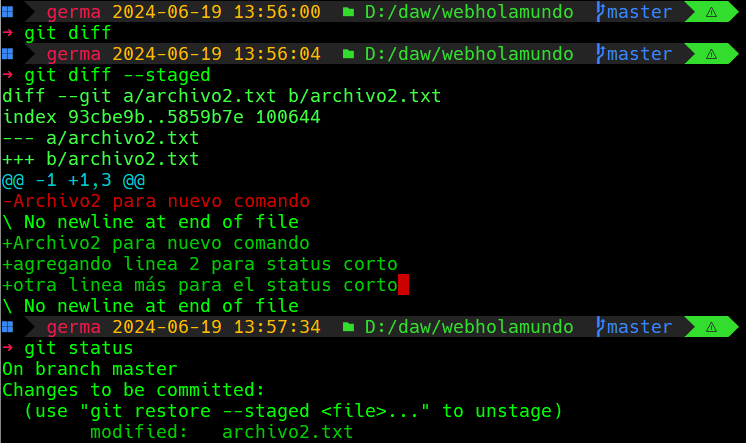 germa 2024-06-19 13:56:00 D:/daw/webholamundo master
➜ git diff
germa 2024-06-19 13:56:04 D:/daw/webholamundo master
➜ git diff --staged
diff --git a/archivo2.txt b/archivo2.txt
index 93cbe9b..5859b7e 100644
--- a/archivo2.txt
+++ b/archivo2.txt
@@ -1 +1,3 @@
-Archivo2 para nuevo comando
\ No newline at end of file
+Archivo2 para nuevo comando
+agregando linea 2 para status corto
+otra linea más para el status corto
\ No newline at end of file
germa 2024-06-19 13:57:34 D:/daw/webholamundo master
➜ git status
On branch master
Changes to be committed:
  (use "git restore --staged <file>..." to unstage)
        modified:   archivo2.txt